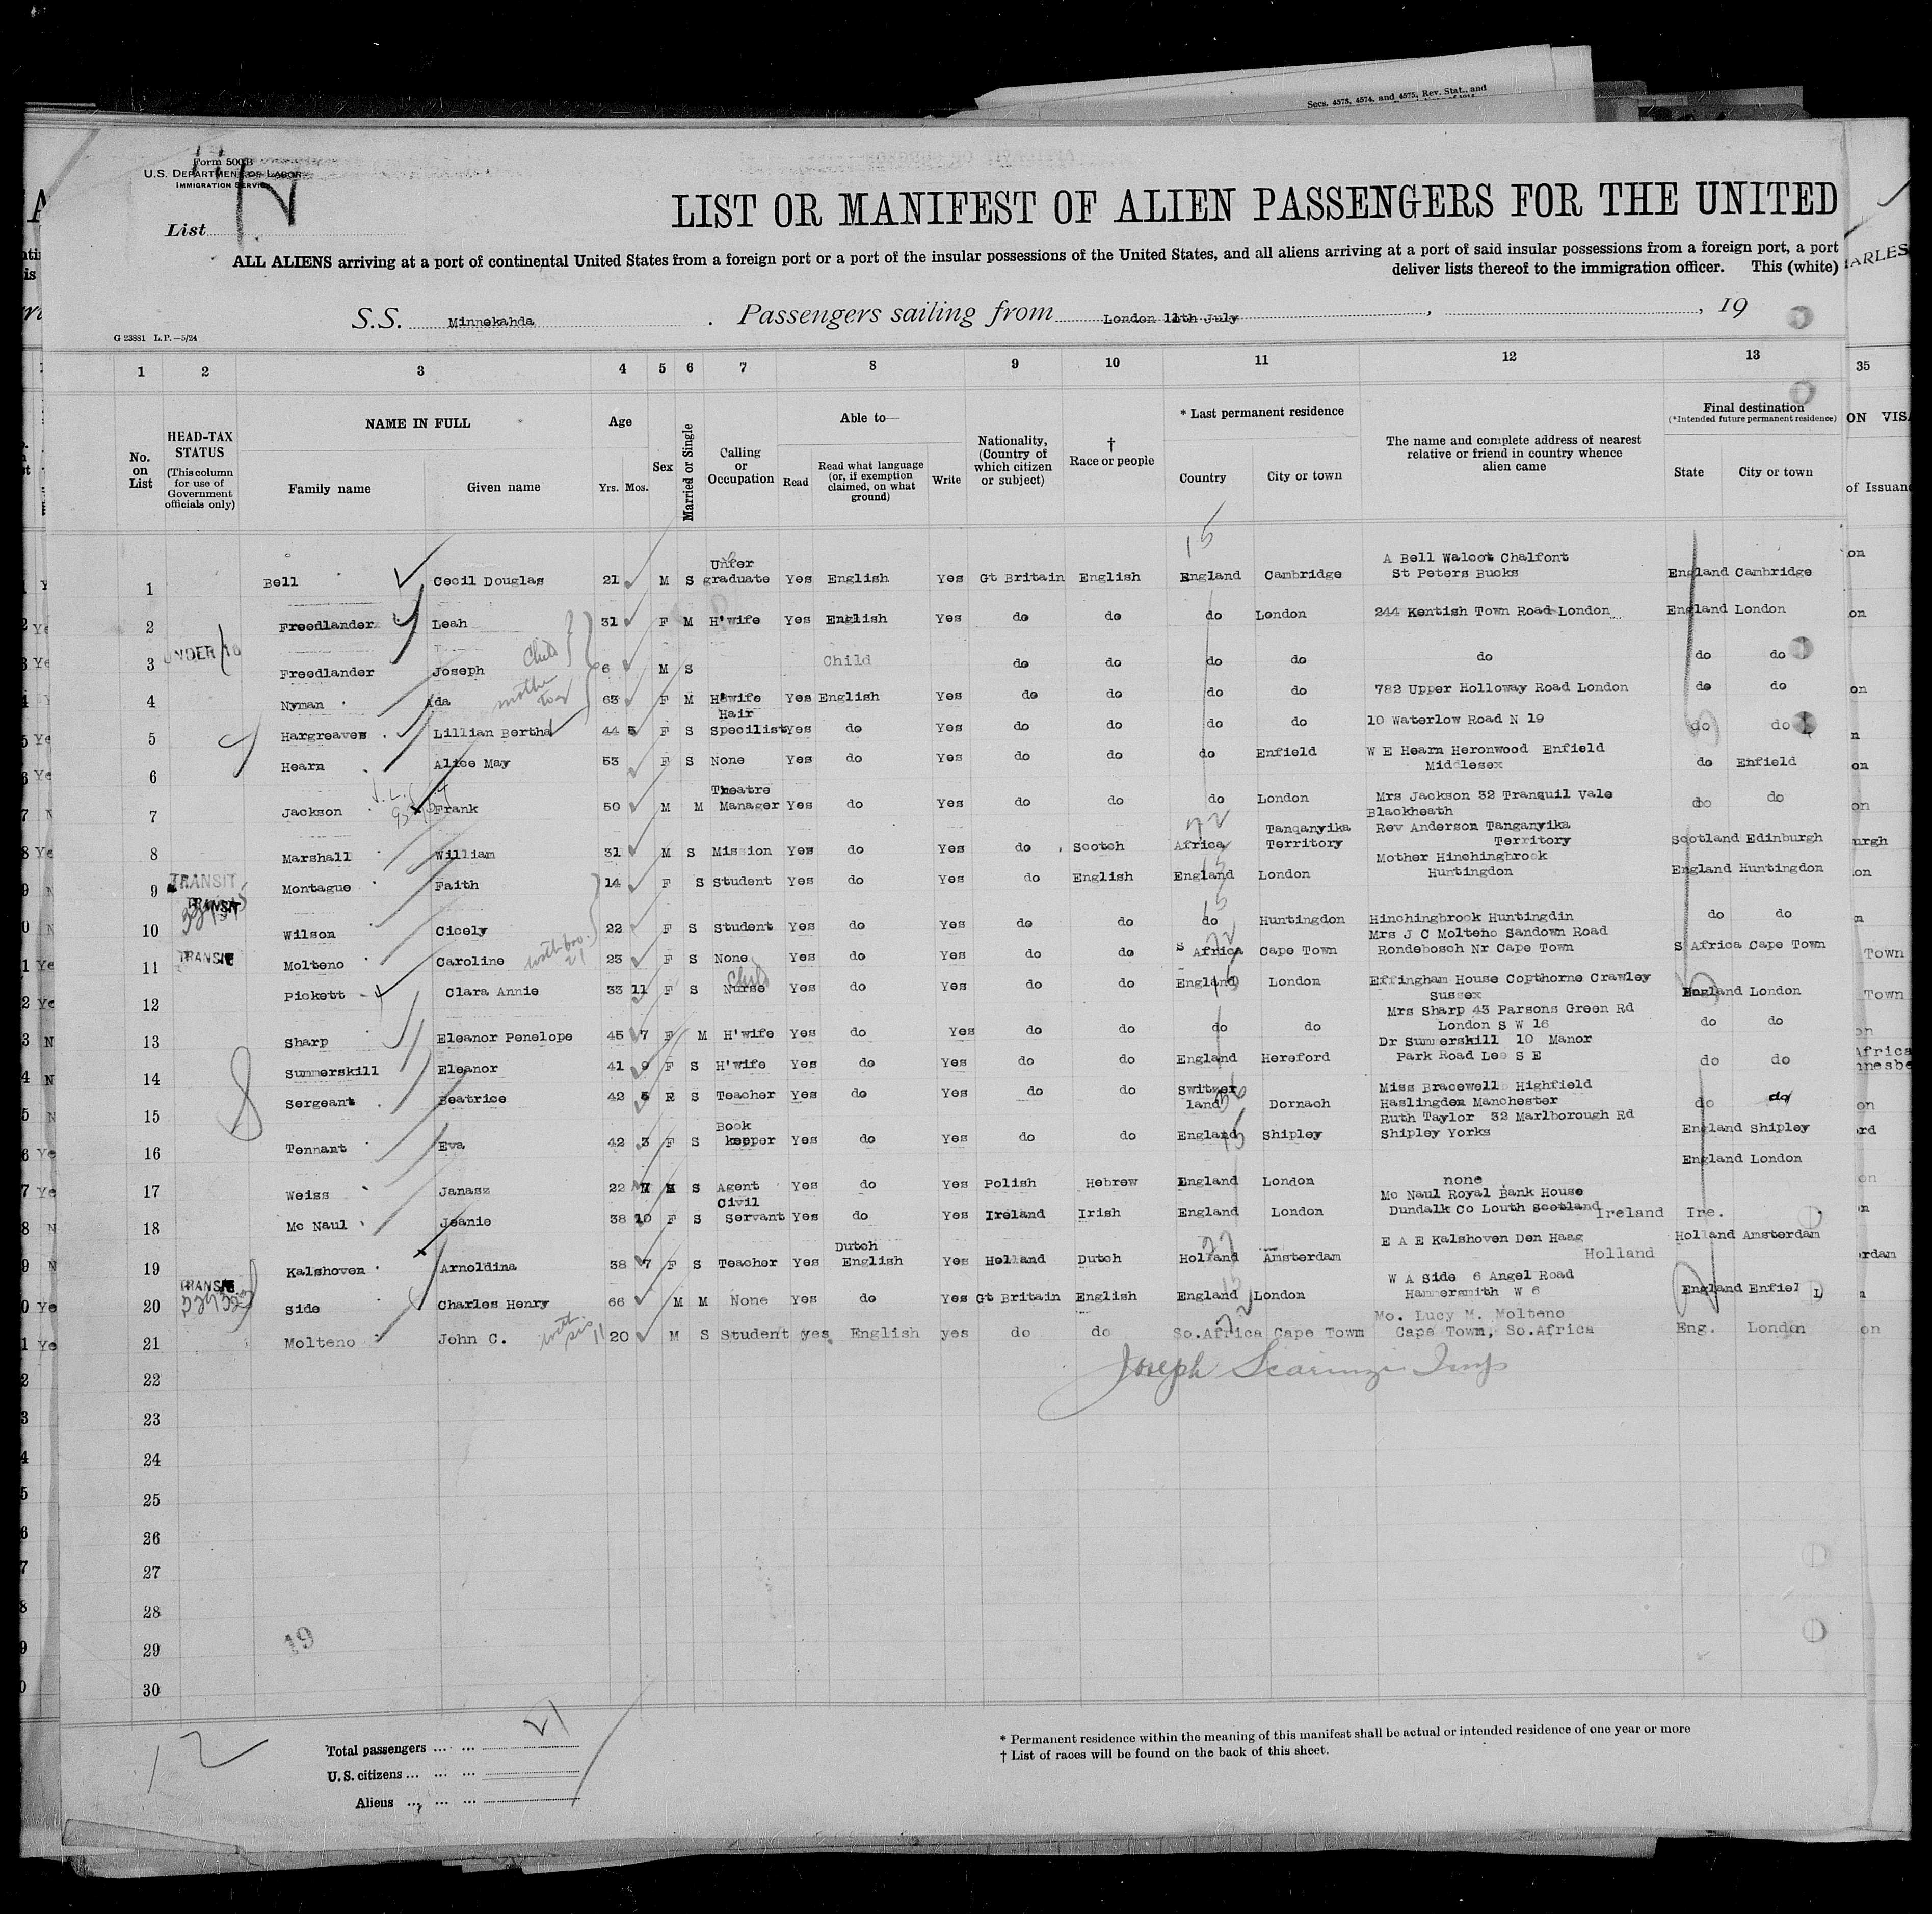 Secs. 4573, 4574, and 4575, Rev. Stat., and
Form 500 B
U.S. DEPARTMENT OF LABOR
IMMIGRATION SERVICE
List
LIST OR MANIFEST OF ALIEN PASSENGERS FOR THE UNITED
ALL ALIENS arriving at a port of continental United States from a foreign port or a port of the insular possessions of the United States, and all aliens arriving at a port of said insular possessions from a foreign port, a port
deliver lists thereof to the immigration officer. This (white)
S.S. Minnekahda . Passengers sailing from London 11th July , , 19
G 23881 L.P.—5/24
1 2 3 4 5 6 7 8 9 10 11 12 13 35
No. on List
HEAD-TAX STATUS (This column for use of Government officials only)
NAME IN FULL
Family name Given name
Age Yrs. Mos.
Sex
Married or Single
Calling or Occupation
Able to—
Read Read what language (or, if exemption claimed, on what ground) Write
Nationality, (Country of which citizen or subject)
† Race or people
* Last permanent residence
Country City or town
The name and complete address of nearest relative or friend in country whence alien came
Final destination
(*Intended future permanent residence)
State City or town
15
1 Bell Cecil Douglas 21 M S Unfer graduate Yes English Yes Gt Britain English England Cambridge A Bell Walcot Chalfont St Peters Bucks England Cambridge
2 Freedlander Leah 31 F M H'wife Yes English Yes do do do London 244 Kentish Town Road London England London
3 UNDER 16 Freedlander Joseph Child 6 M S Child do do do do do do do
4 Nyman Ada mother to 2 63 F M H'wife Yes English Yes do do do do 782 Upper Holloway Road London do do
5 Hargreaves Lillian Bertha 44 5 F S Hair Specilist Yes do Yes do do do do 10 Waterlow Road N 19 do do
6 Hearn Alice May 53 F S None Yes do Yes do do do Enfield W E Hearn Heronwood Enfield Middlesex do Enfield
7 Jackson Frank 50 M M Theatre Manager Yes do Yes do do do London Mrs Jackson 32 Tranquil Vale Blackheath do do
8 Marshall William 31 M S Mission Yes do Yes do Scotch Africa Tanqanyika Territory Rev Anderson Tanganyika Territory Scotland Edinburgh
9 TRANSIT Montague Faith 14 F S Student Yes do Yes do English England London Mother Hinchingbrook Huntingdon England Huntingdon
10 TRANSIT Wilson Cicely 22 F S Student Yes do Yes do do do Huntingdon Hinchingbrook Huntingdin do do
11 TRANSIT Molteno Caroline with bro. 21 23 F S None Yes do Yes do do S Africa Cape Town Mrs J C Molteno Sandown Road Rondebosch Nr Cape Town S Africa Cape Town
12 Pickett Clara Annie 33 11 F S Child Nurse Yes do Yes do do England London Effingham House Copthorne Crawley Sussex England London
13 Sharp Eleanor Penelope 45 7 F M H'wife Yes do Yes do do do do Mrs Sharp 43 Parsons Green Rd London S W 16 do do
14 Summerskill Eleanor 41 9 F S H'wife Yes do Yes do do England Hereford Dr Summerskill 10 Manor Park Road Lee S E do do
15 Sergeant Beatrice 42 5 F S Teacher Yes do Yes do do Switzer land Dornach Miss Bracewell Highfield Haslingden Manchester do do
16 Tennant Eva 42 3 F S Book keeper Yes do Yes do do England Shipley Ruth Taylor 32 Marlborough Rd Shipley Yorks England Shipley
17 Weiss Janasz 22 M S Agent Yes do Yes Polish Hebrew England London none England London
18 Mc Naul Jeanie 38 10 F S Civil Servant Yes do Yes Ireland Irish England London Mc Naul Royal Bank House Dundalk Co Louth Scotland Ireland Ire.
19 Kalshoven Arnoldina 38 7 F S Teacher Yes Dutch English Yes Holland Dutch Holland Amsterdam E A E Kalshoven Den Haag Holland Holland Amsterdam
20 TRANSIT Side Charles Henry 66 M M None Yes do Yes Gt Britain English England London W A Side 6 Angel Road Hammersmith W 6 England Enfiel
21 Molteno John C. with sis 11 20 M S Student yes English yes do do So.Africa Cape Town Mo. Lucy M. Molteno Cape Town, So.Africa Eng. London
22
23
24
25
26
27
28
29
30
19
12
Total passengers ... ... 21
U.S. citizens ... ... ...
Aliens ... ... ...
* Permanent residence within the meaning of this manifest shall be actual or intended residence of one year or more
† List of races will be found on the back of this sheet.